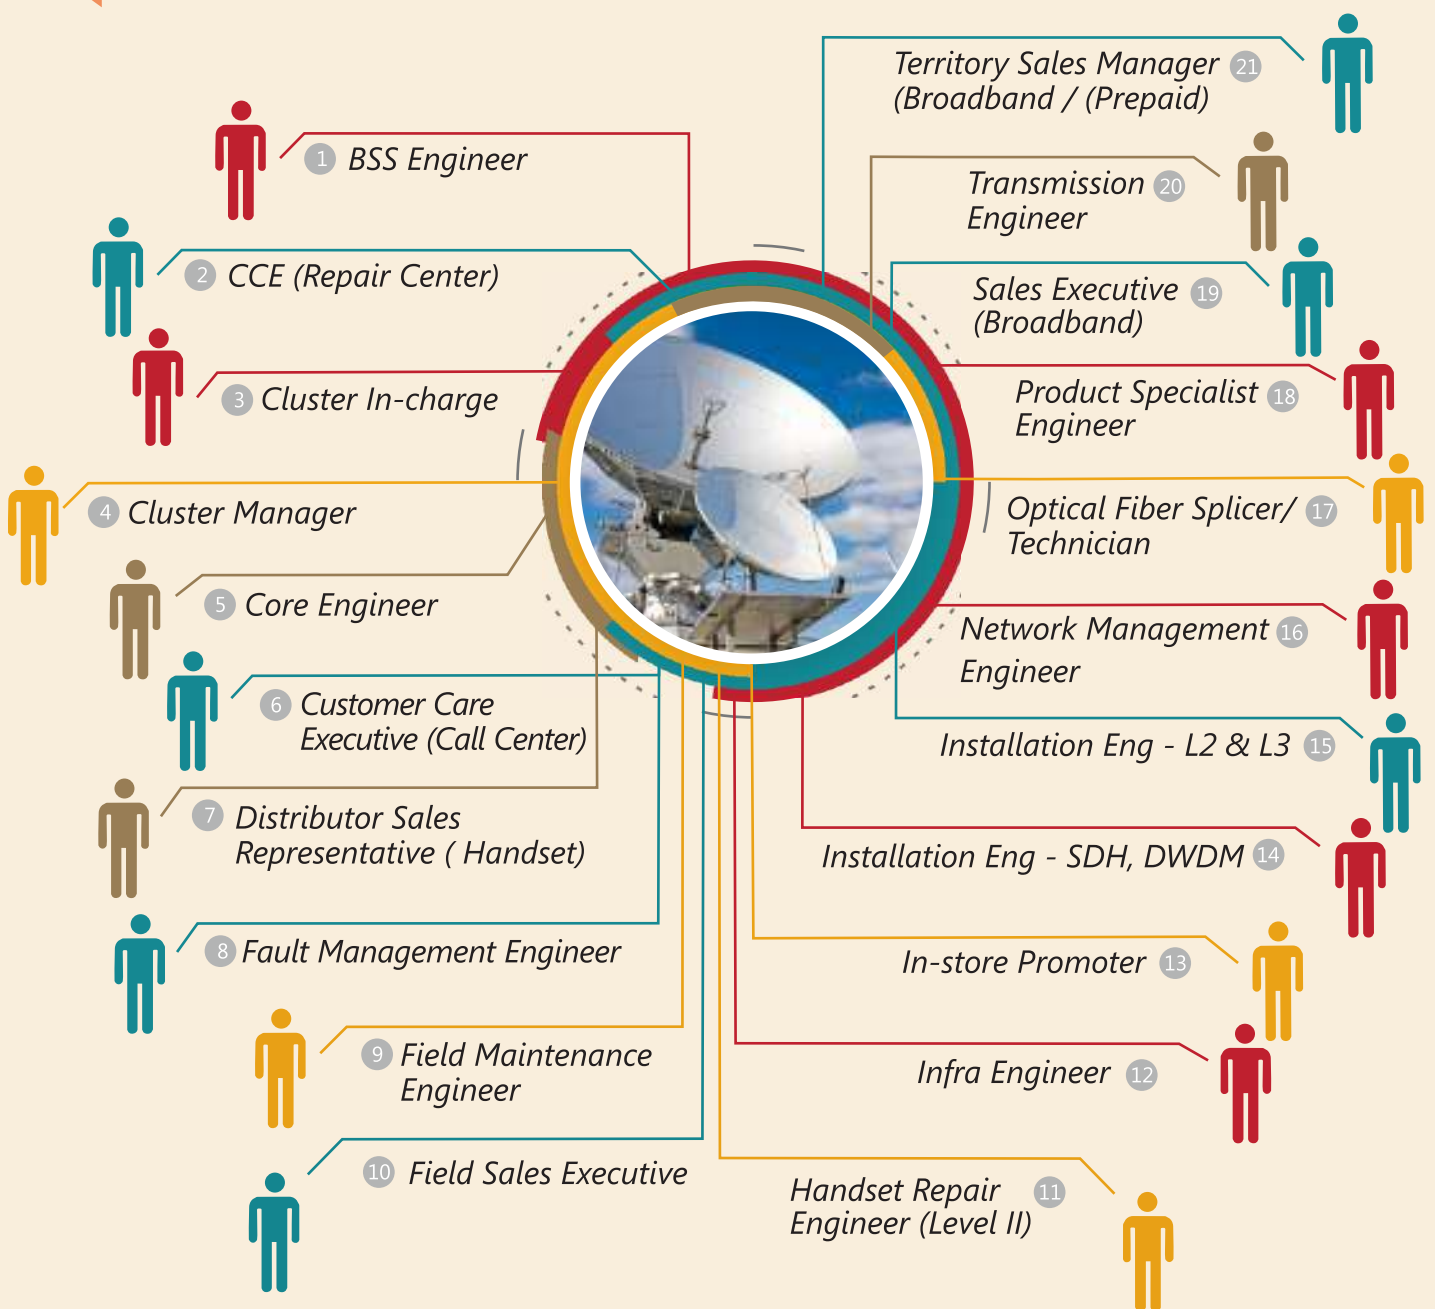 1 BSS Engineer
2 CCE (Repair Center)
3 Cluster In-charge
4 Cluster Manager
5 Core Engineer
6 Customer Care
Executive (Call Center)
7 Distributor Sales
Representative ( Handset)
8 Fault Management Engineer
9 Field Maintenance
Engineer
10 Field Sales Executive
Handset Repair 11
Engineer (Level II)
Infra Engineer 12
In-store Promoter 13
Installation Eng - SDH, DWDM 14
Installation Eng - L2 & L3 15
Network Management 16
Engineer
Optical Fiber Splicer/ 17
Technician
Product Specialist 18
Engineer
Sales Executive 19
(Broadband)
Transmission 20
Engineer
Territory Sales Manager 21
(Broadband / (Prepaid)